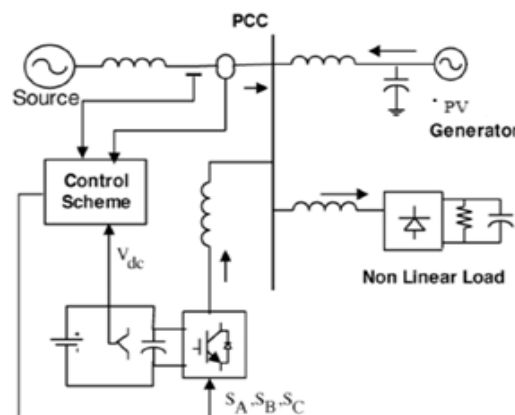 PCC
Source
* PV
Generator
Control
Scheme
Vdc
Non Linear Load
SA,SB,SC